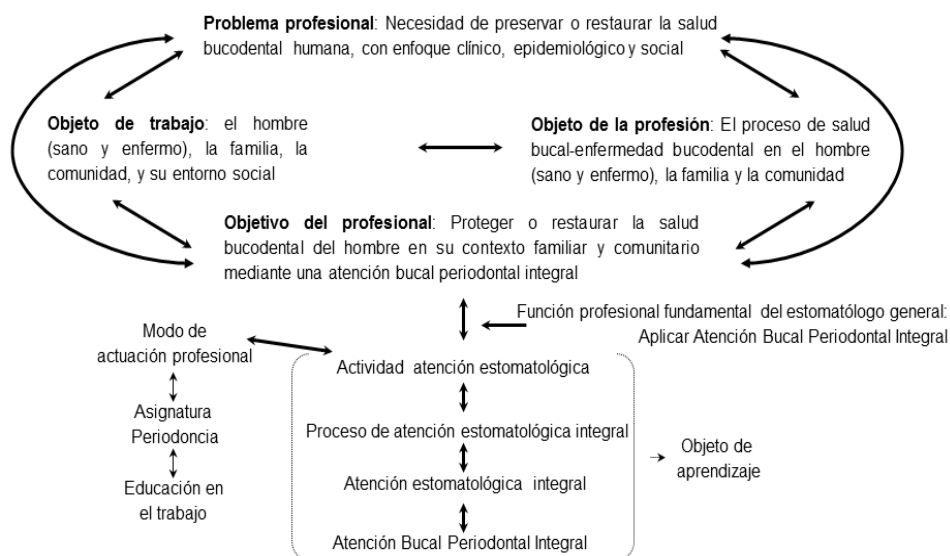 Problema profesional: Necesidad de preservar o restaurar la salud
bucodental humana, con enfoque clínico, epidemiológico y social
Objeto de trabajo: el hombre
(sano y enfermo), la familia, la
comunidad, y su entorno social
Objeto de la profesión: El proceso de salud
bucal-enfermedad bucodental en el hombre
(sano y enfermo), la familia y la comunidad
Objetivo del profesional: Proteger o restaurar la salud
bucodental del hombre en su contexto familiar y comunitario
mediante una atención bucal periodontal integral
Función profesional fundamental del estomatólogo general:
Aplicar Atención Bucal Periodontal Integral
Modo de
actuación profesional
Asignatura
Periodoncia
Educación en
el trabajo
Actividad atención estomatológica
Proceso de atención estomatológica integral
Atención estomatológica integral
Atención Bucal Periodontal Integral
Objeto de
aprendizaje